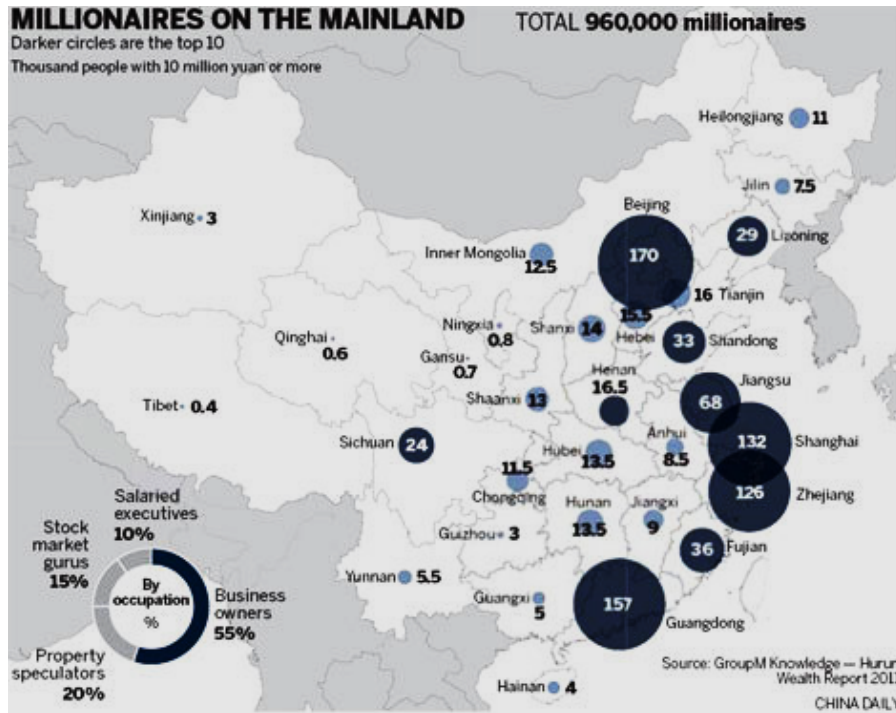 MILLIONAIRES ON THE MAINLAND
TOTAL 960,000 millionaires
Darker circles are the top 10
Thousand people with 10 million yuan or more
Heilongjiang 11
Jilin 7.5
Beijing
170
29 Liaoning
Xinjiang 3
Inner Mongolia
12.5
16 Tianjin
15.5
Hebei
Shanxi 14
Ningxia
0.8
Qinghai
0.6
Gansu
0.7
33 Shandong
Henan
16.5
Jiangsu
68
Shaanxi 13
Tibet 0.4
Sichuan 24
132 Shanghai
Anhui
8.5
Hubei
13.5
11.5
Chongqing
126 Zhejiang
Hunan
13.5
Jiangxi
9
Guizhou 3
36 Fujian
Yunnan 5.5
Guangxi
5
157
Guangdong
Hainan 4
Salaried
executives
10%
Stock
market
gurus
15%
By
occupation
%
Business
owners
55%
Property
speculators
20%
Source: GroupM Knowledge — Hurun
Wealth Report
CHINA DAILY